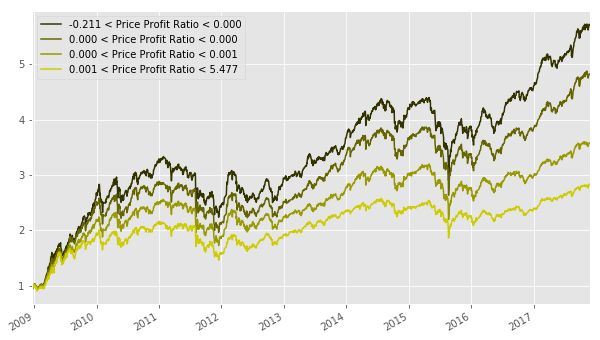 -0.211 < Price Profit Ratio < 0.000
0.000 < Price Profit Ratio < 0.000
0.000 < Price Profit Ratio < 0.001
0.001 < Price Profit Ratio < 5.477
5
4
3
2
1
2009 2010 2011 2012 2013 2014 2015 2016 2017